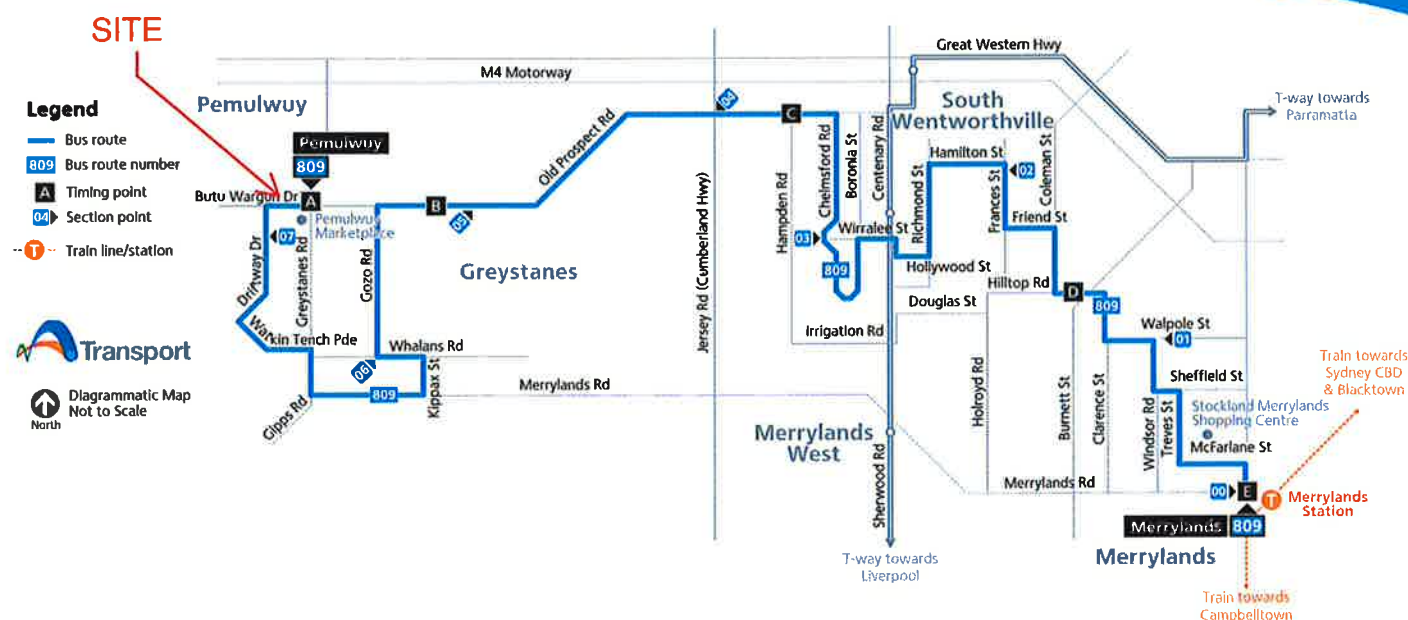 SITE
Great Western Hwy
M4 Motorway
Legend
Bus route
809 Bus route number
A Timing point
04 Section point
T Train line/station
Transport
North
Diagrammatic Map
Not to Scale
Pemulwuy
Pemulwuy
809
Butu Wargun Dr
A
Pemulwuy
Marketplace
07
Driftway Dr
Greystanes Rd
Warkin Tench Pde
Gipps Rd
Gozo Rd
B
05
Old Prospect Rd
Greystanes
Whalans Rd
06
809
Kippax St
Merrylands Rd
04
Jersey Rd (Cumberland Hwy)
C
Hampden Rd
Chelmsford Rd
Boronia St
Centenary Rd
South
Wentworthville
T-way towards
Parramatta
Hamilton St
02
Coleman St
Richmond St
Frances St
Friend St
03
Wirralee St
809
Hollywood St
Hilltop Rd
D
809
Douglas St
Irrigation Rd
Walpole St
01
Sheffield St
Train towards
Sydney CBD
& Blacktown
Holroyd Rd
Burnett St
Clarence St
Windsor Rd
Treves St
Stockland Merrylands
Shopping Centre
McFarlane St
Merrylands
West
Sherwood Rd
Merrylands Rd
00
E
T
Merrylands
Station
Merrylands 809
Merrylands
T-way towards
Liverpool
Train towards
Campbelltown